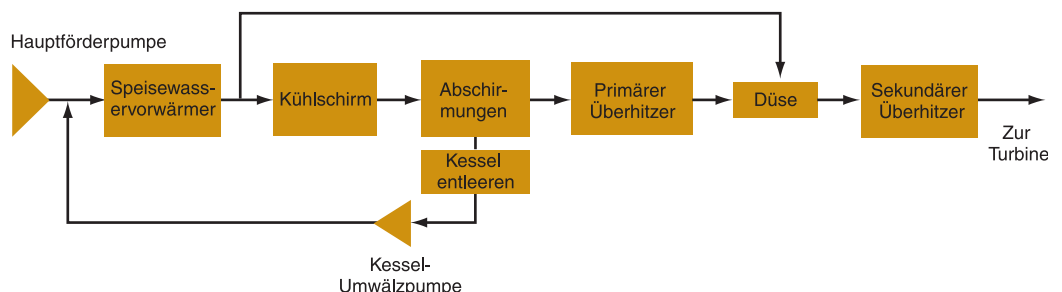 Hauptförderpumpe
Speisewass-
ervorwärmer
Kühlschirm
Abschir-
mungen
Primärer
Überhitzer
Düse
Sekundärer
Überhitzer
Zur
Turbine
Kessel
entleeren
Kessel-
Umwälzpumpe